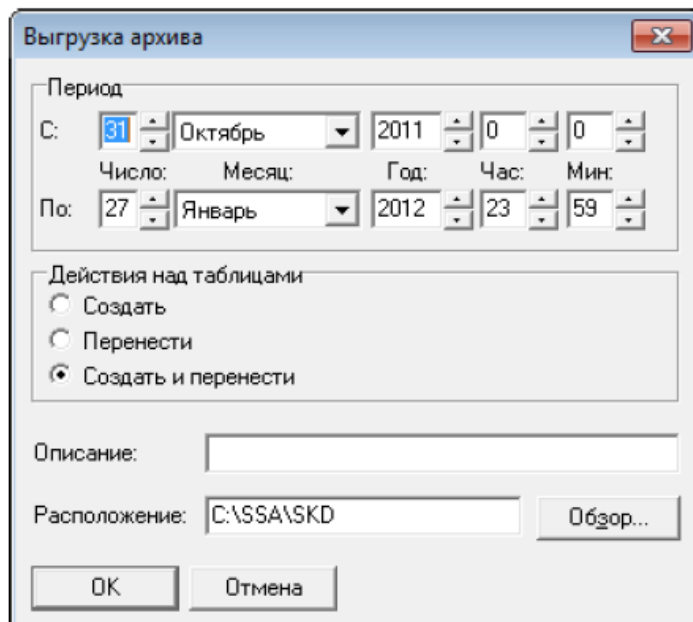 Выгрузка архива
Период
С: 31 Октябрь 2011 0 0
Число: Месяц: Год: Час: Мин:
По: 27 Январь 2012 23 59
Действия над таблицами
Создать
Перенести
Создать и перенести
Описание:
Расположение: C:\SSA\SKD Обзор...
OK Отмена